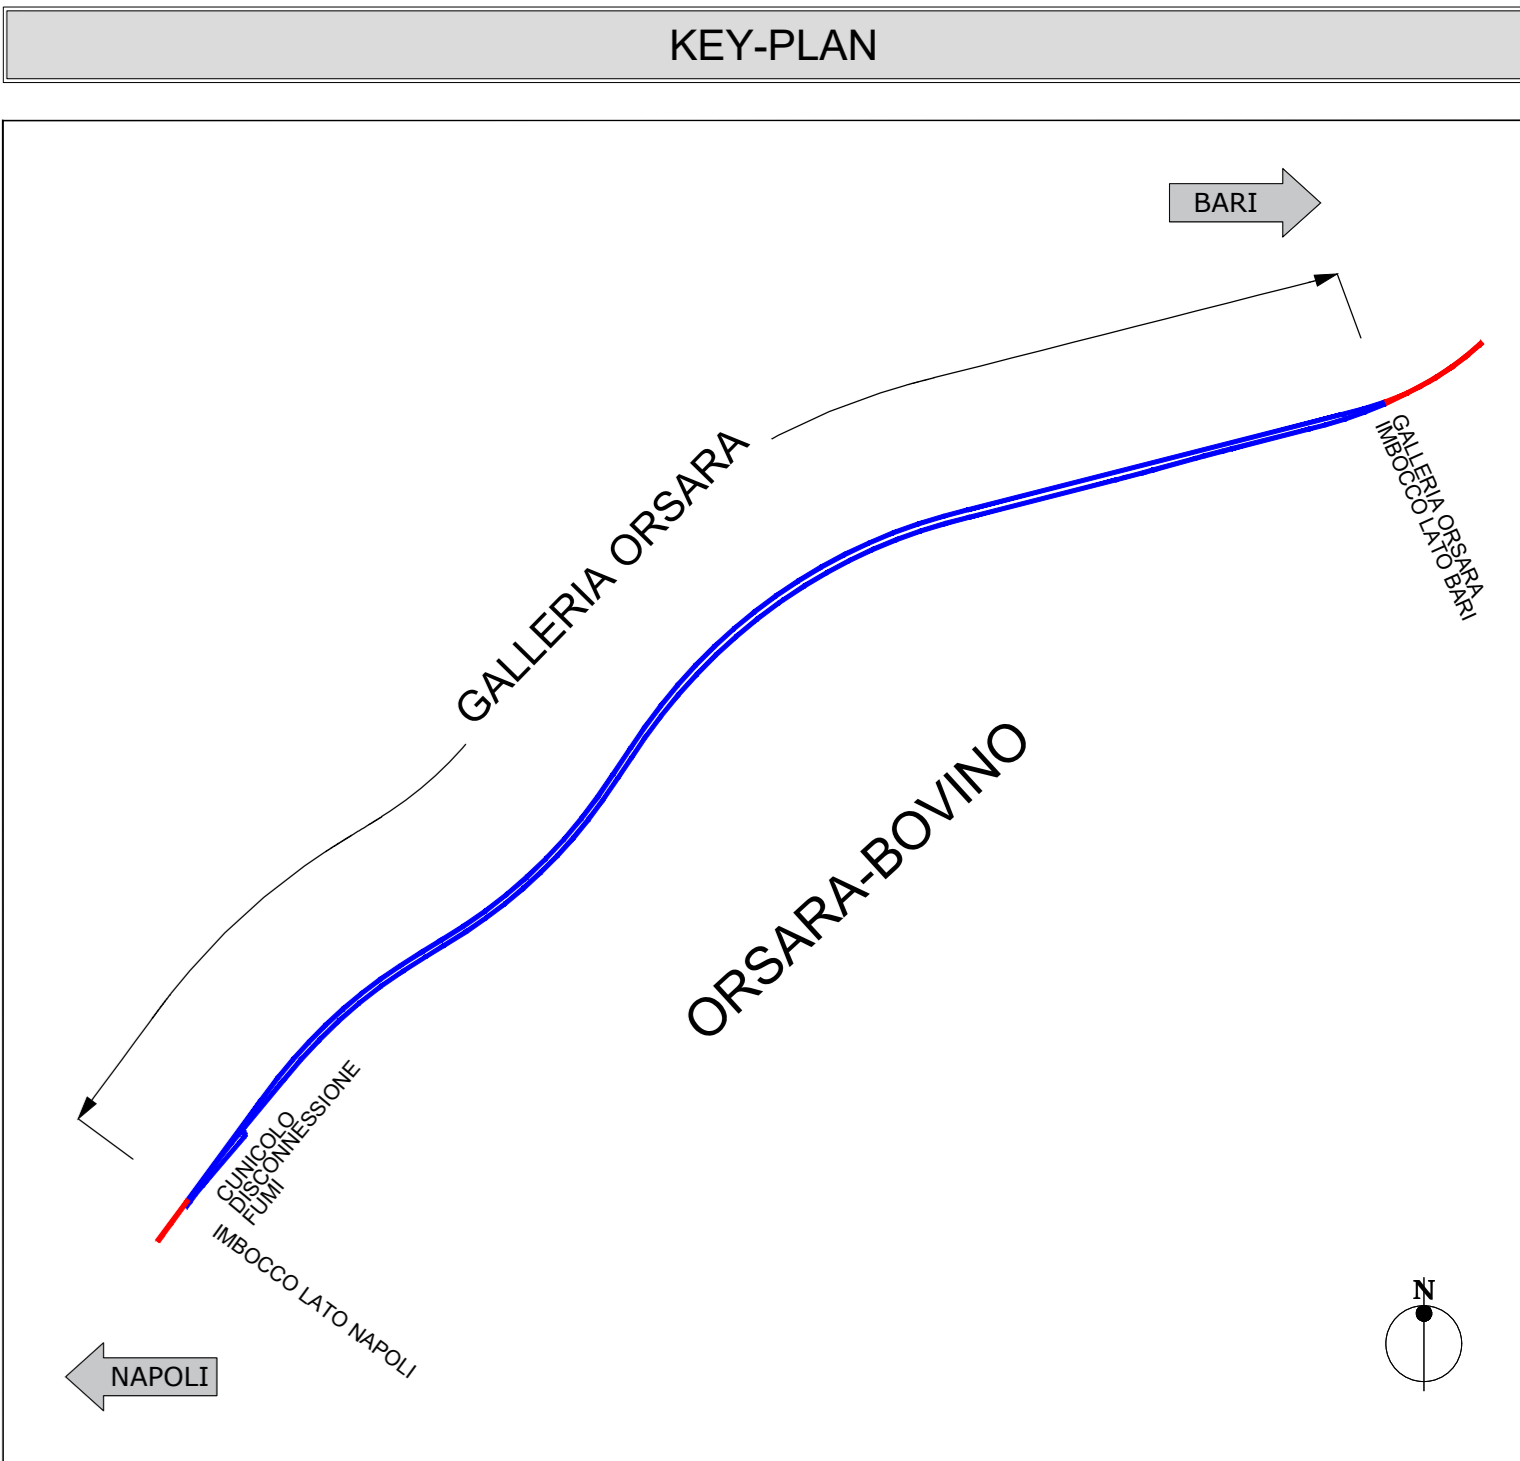 KEY-PLAN
BARI
GALLERIA ORSARA
GALLERIA ORSARA
IMBOCCO LATO BARI
ORSARA-BOVINO
CUNICOLO
DISCONNESSIONE
FUMI
IMBOCCO LATO NAPOLI
NAPOLI
N